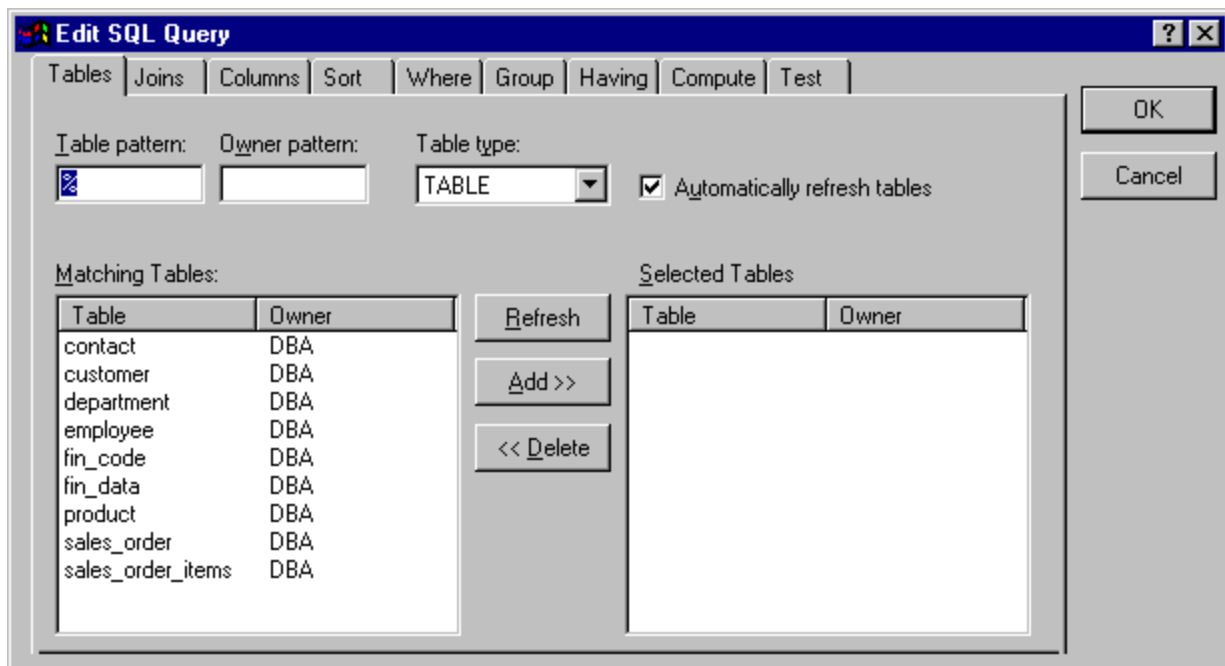 Edit SQL Query
Tables Joins Columns Sort Where Group Having Compute Test
OK
Cancel
Table pattern: Owner pattern: Table type:
% TABLE Automatically refresh tables
Matching Tables: Selected Tables
Table Owner Table Owner
Refresh
Add >>
<< Delete
contact DBA
customer DBA
department DBA
employee DBA
fin_code DBA
fin_data DBA
product DBA
sales_order DBA
sales_order_items DBA